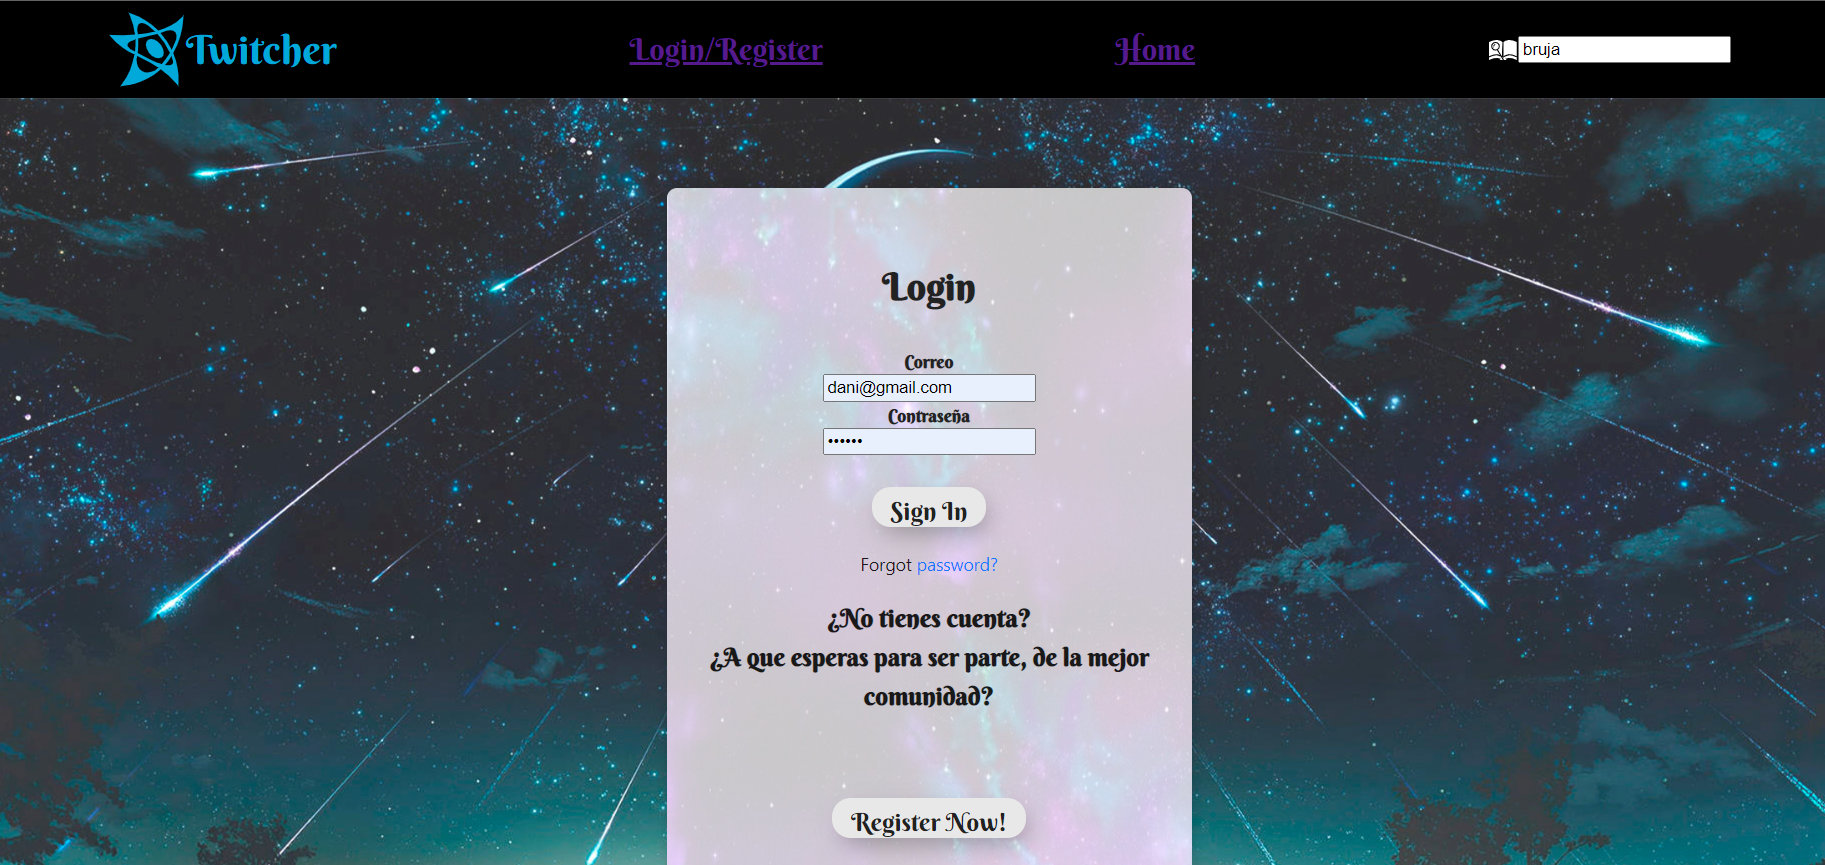 Twitcher
Login/Register
Home
bruja
Login
Correo
dani@gmail.com
Contraseña
••••••
Sign In
Forgot password?
¿No tienes cuenta?
¿A que esperas para ser parte, de la mejor
comunidad?
Register Now!